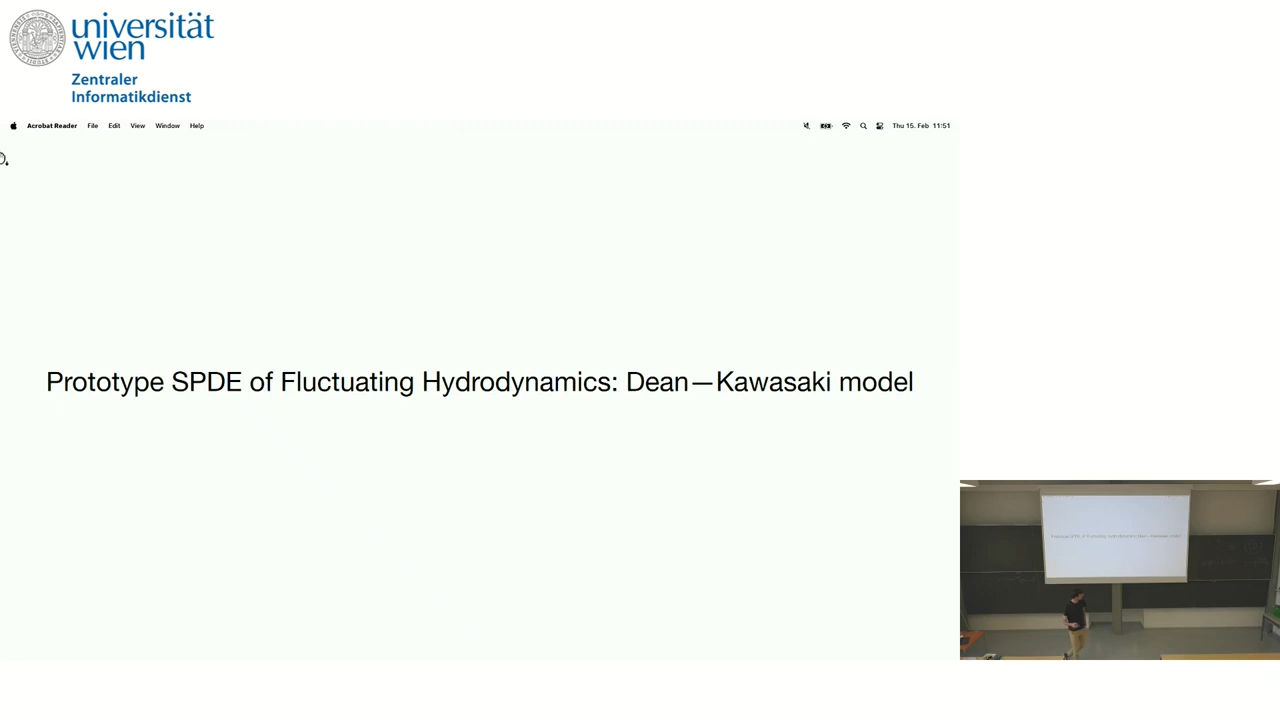 universität
wien
Zentraler
Informatikdienst
Acrobat Reader File Edit View Window Help Thu 15. Feb 11:51
Prototype SPDE of Fluctuating Hydrodynamics: Dean—Kawasaki model